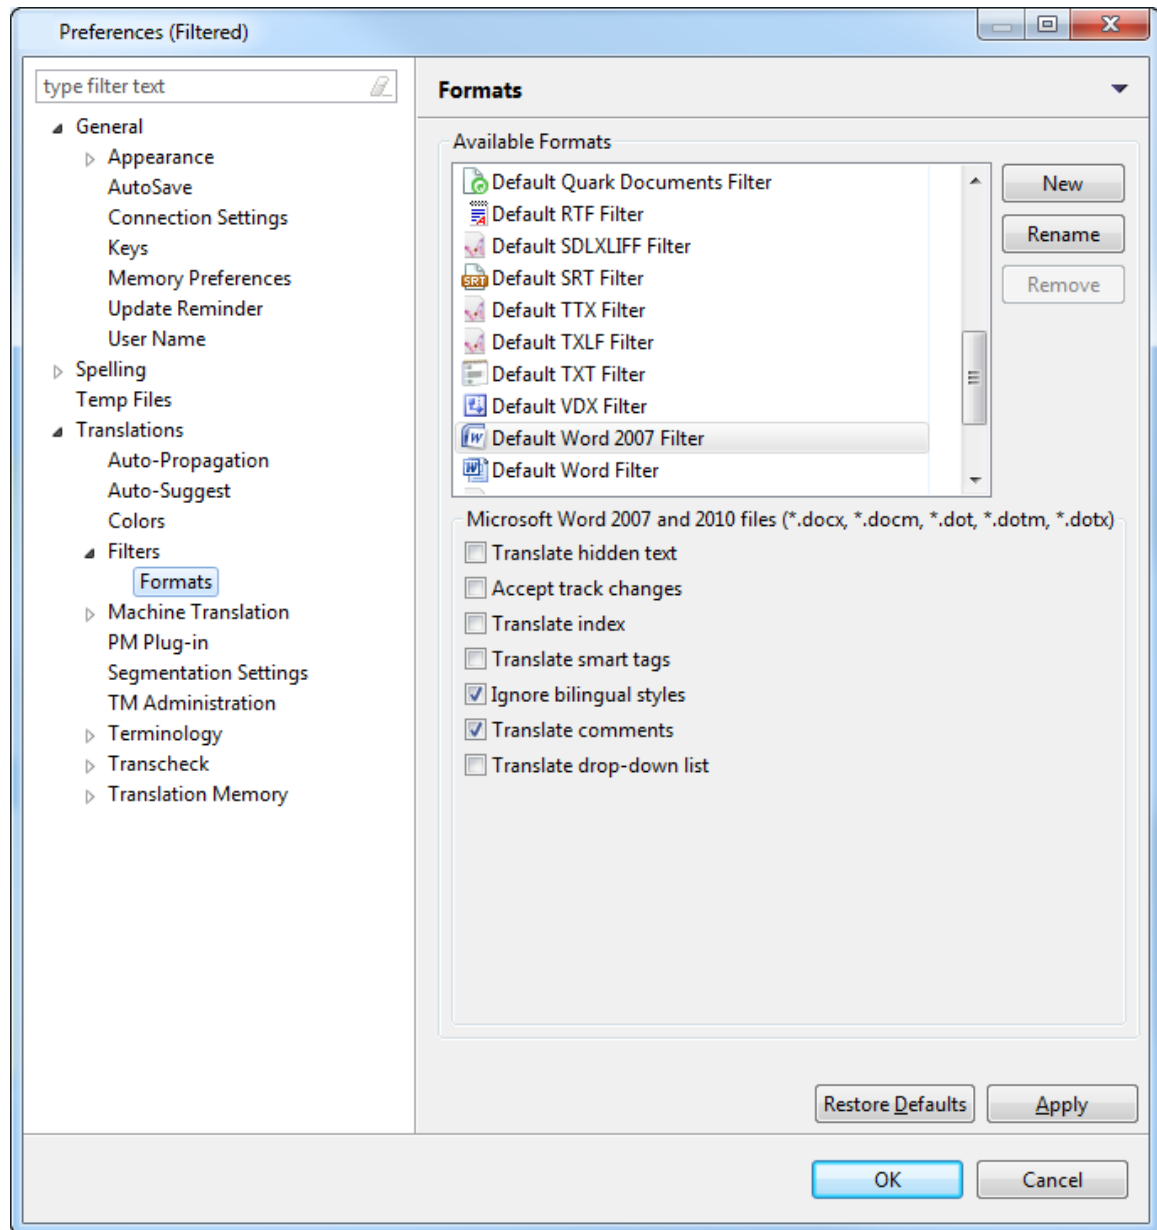 Preferences (Filtered)
type filter text
General
Appearance
AutoSave
Connection Settings
Keys
Memory Preferences
Update Reminder
User Name
Spelling
Temp Files
Translations
Auto-Propagation
Auto-Suggest
Colors
Filters
Formats
Machine Translation
PM Plug-in
Segmentation Settings
TM Administration
Terminology
Transcheck
Translation Memory
Formats
Available Formats
Default Quark Documents Filter
Default RTF Filter
Default SDLXLIFF Filter
SRT Default SRT Filter
Default TTX Filter
Default TXLF Filter
Default TXT Filter
Default VDX Filter
Default Word 2007 Filter
Default Word Filter
New
Rename
Remove
Microsoft Word 2007 and 2010 files (*.docx, *.docm, *.dot, *.dotm, *.dotx)
Translate hidden text
Accept track changes
Translate index
Translate smart tags
Ignore bilingual styles
Translate comments
Translate drop-down list
Restore Defaults
Apply
OK
Cancel